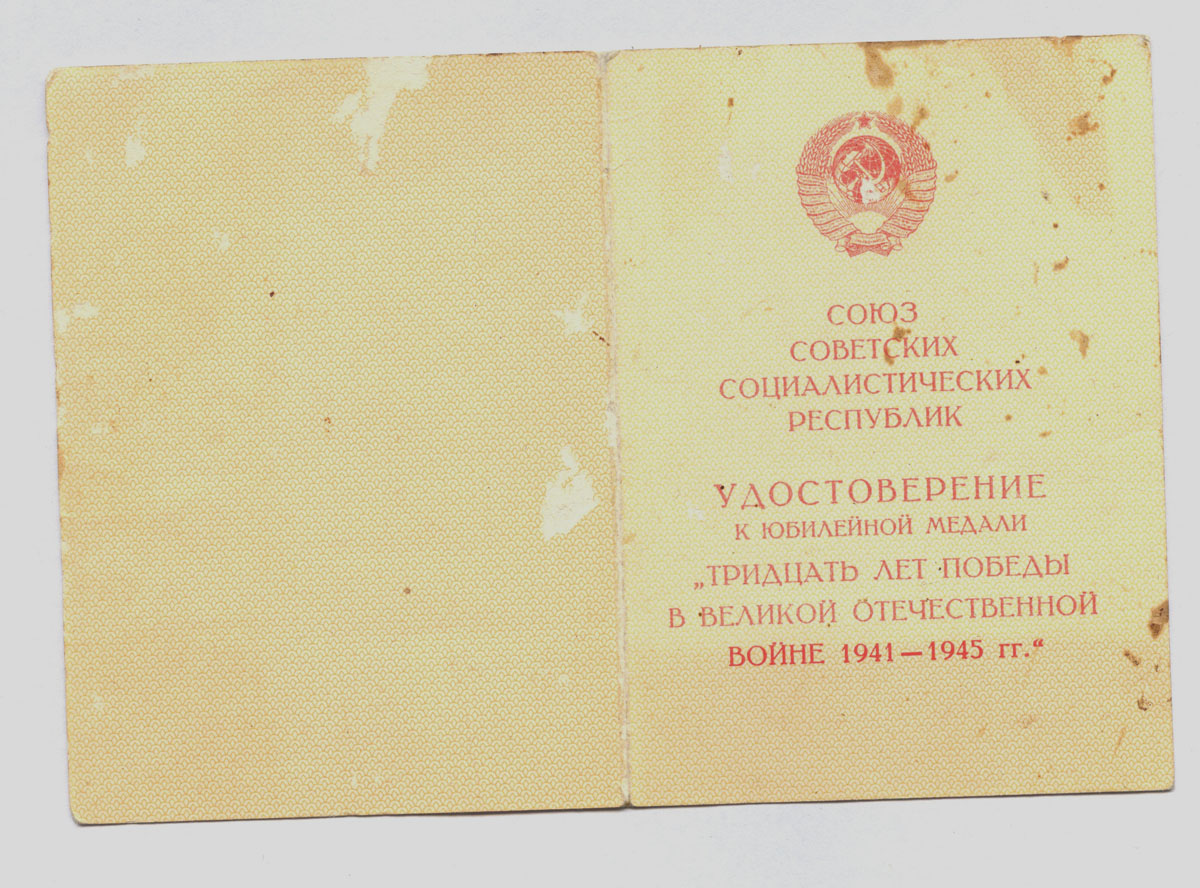 СОЮЗ
СОВЕТСКИХ
СОЦИАЛИСТИЧЕСКИХ
РЕСПУБЛИК
УДОСТОВЕРЕНИЕ
К ЮБИЛЕЙНОЙ МЕДАЛИ
„ТРИДЦАТЬ ЛЕТ ПОБЕДЫ
В ВЕЛИКОЙ ОТЕЧЕСТВЕННОЙ
ВОЙНЕ 1941—1945 гг.“